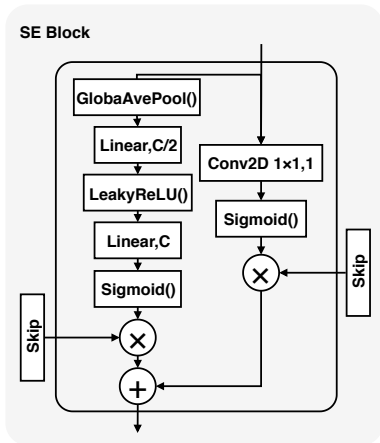 SE Block
GlobaAvePool()
Linear,C/2
LeakyReLU()
Linear,C
Sigmoid()
Conv2D 1×1,1
Sigmoid()
×
Skip
Skip
×
+